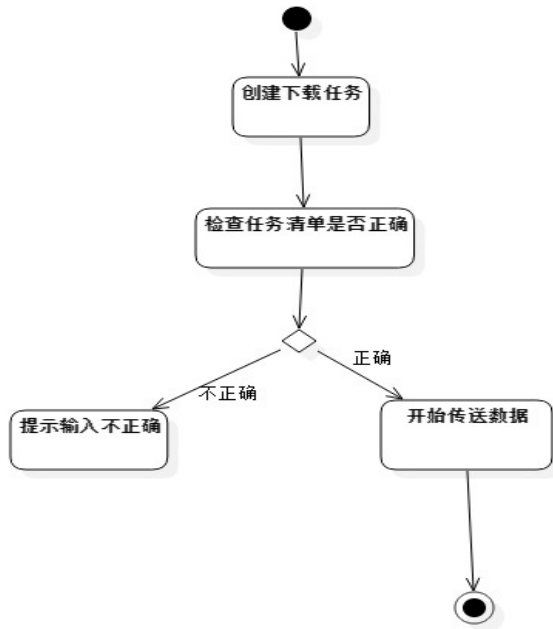 创建下载任务
检查任务清单是否正确
正确
不正确
提示输入不正确
开始传送数据